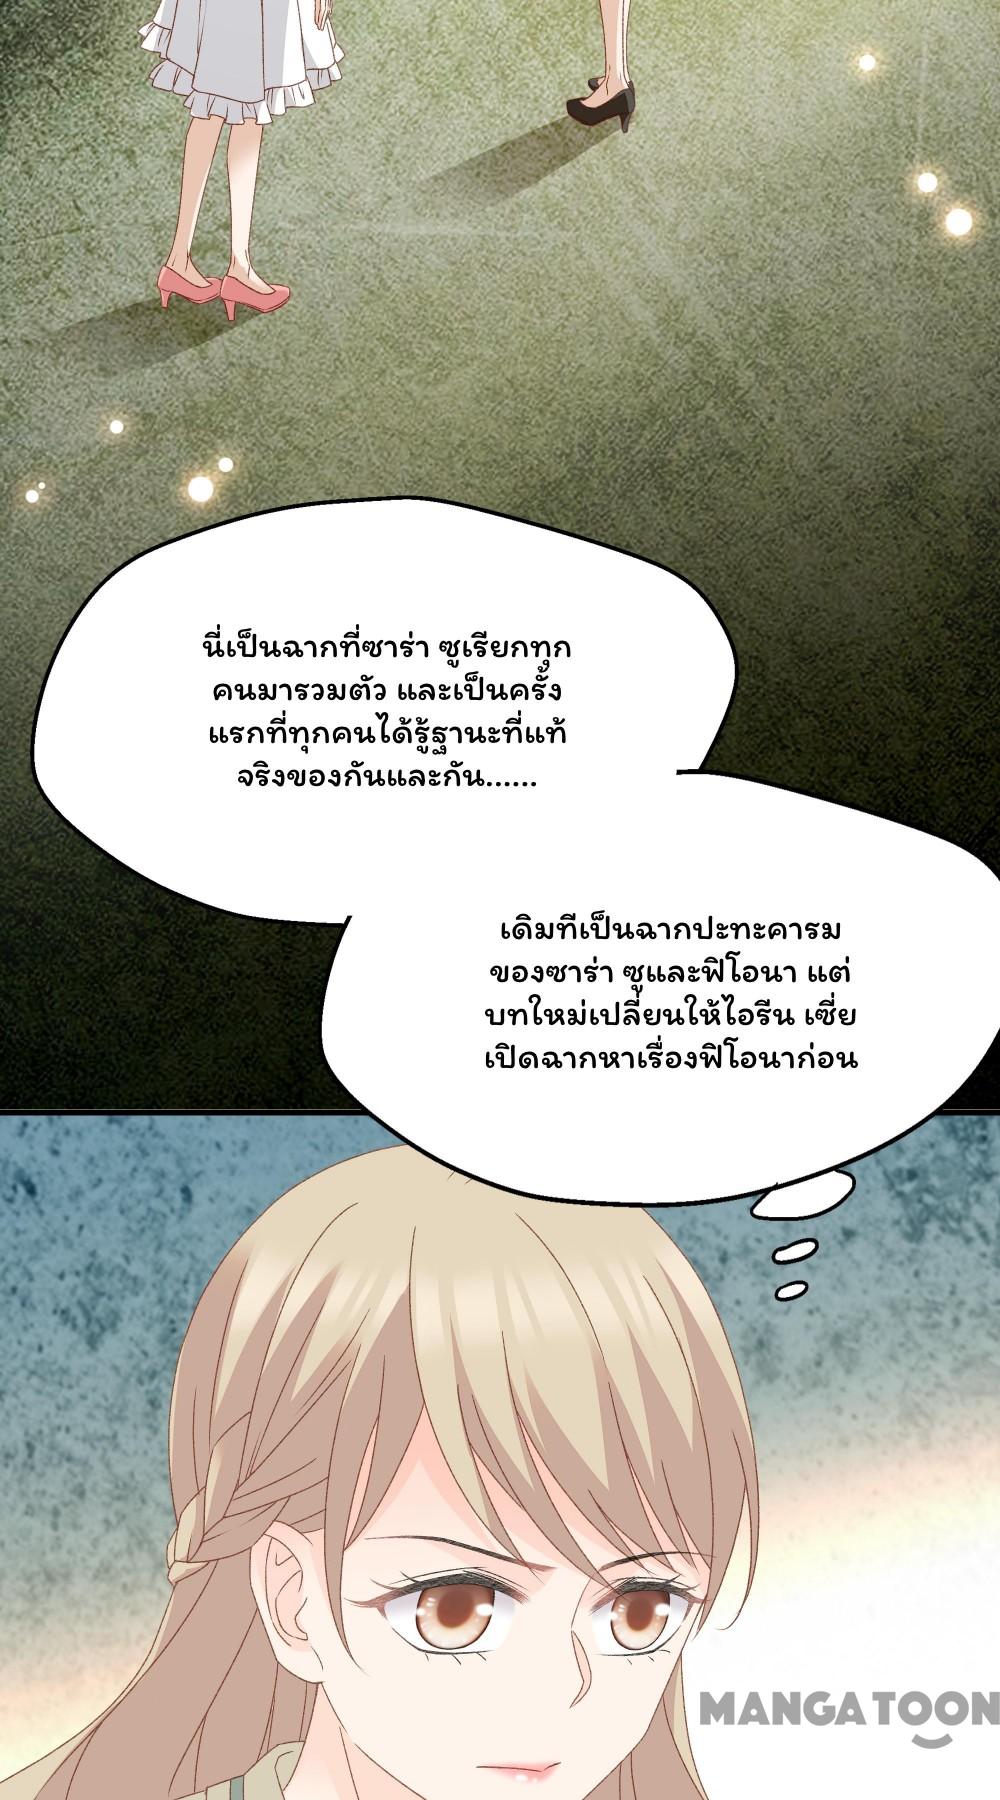 นี่เป็นฉากที่ซาร่า ซูเรียกทุก
คนมารวมตัว และเป็นครั้ง
แรกที่ทุกคนได้รู้ฐานะที่แท้
จริงของกันและกัน......
เดิมทีเป็นฉากปะทะคารม
ของซาร่า ซูและฟิโอนา แต่
บทใหม่เปลี่ยนให้ไอรีน เซี่ย
เปิดฉากหาเรื่องฟิโอนาก่อน
MANGATOON